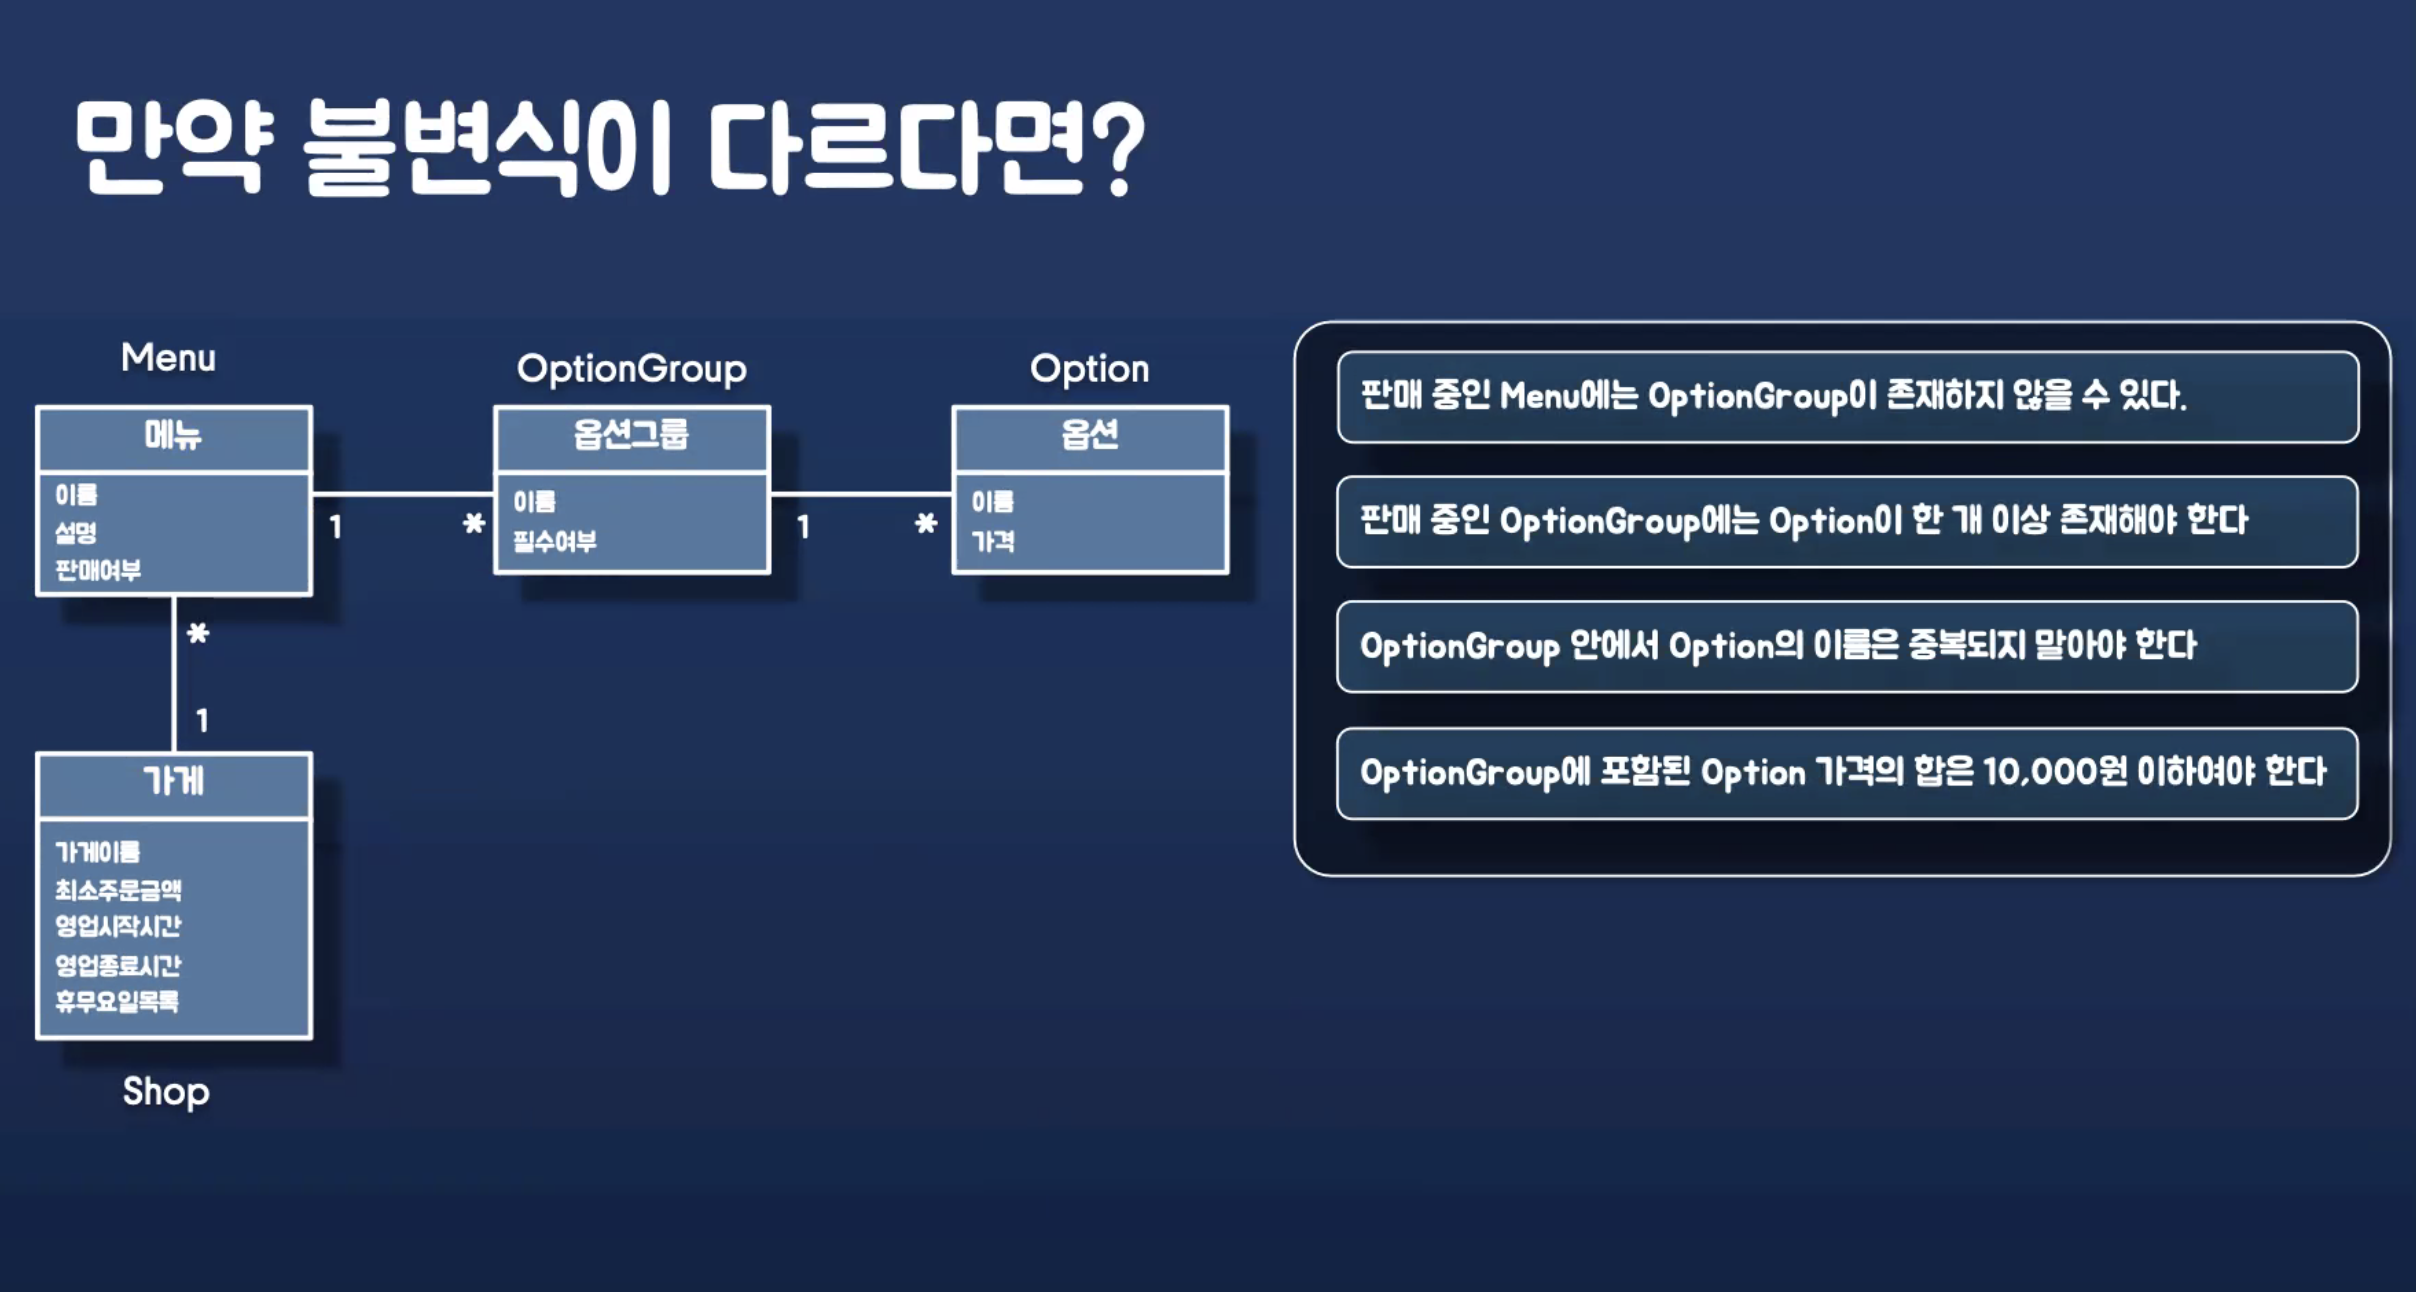 만약 불변식이 다르다면?
Menu
메뉴
이름
설명
판매여부
1
*
OptionGroup
옵션그룹
이름
필수여부
1
*
Option
옵션
이름
가격
*
1
가게
가게이름
최소주문금액
영업시작시간
영업종료시간
휴무요일목록
Shop
판매 중인 Menu에는 OptionGroup이 존재하지 않을 수 있다.
판매 중인 OptionGroup에는 Option이 한 개 이상 존재해야 한다
OptionGroup 안에서 Option의 이름은 중복되지 말아야 한다
OptionGroup에 포함된 Option 가격의 합은 10,000원 이하여야 한다